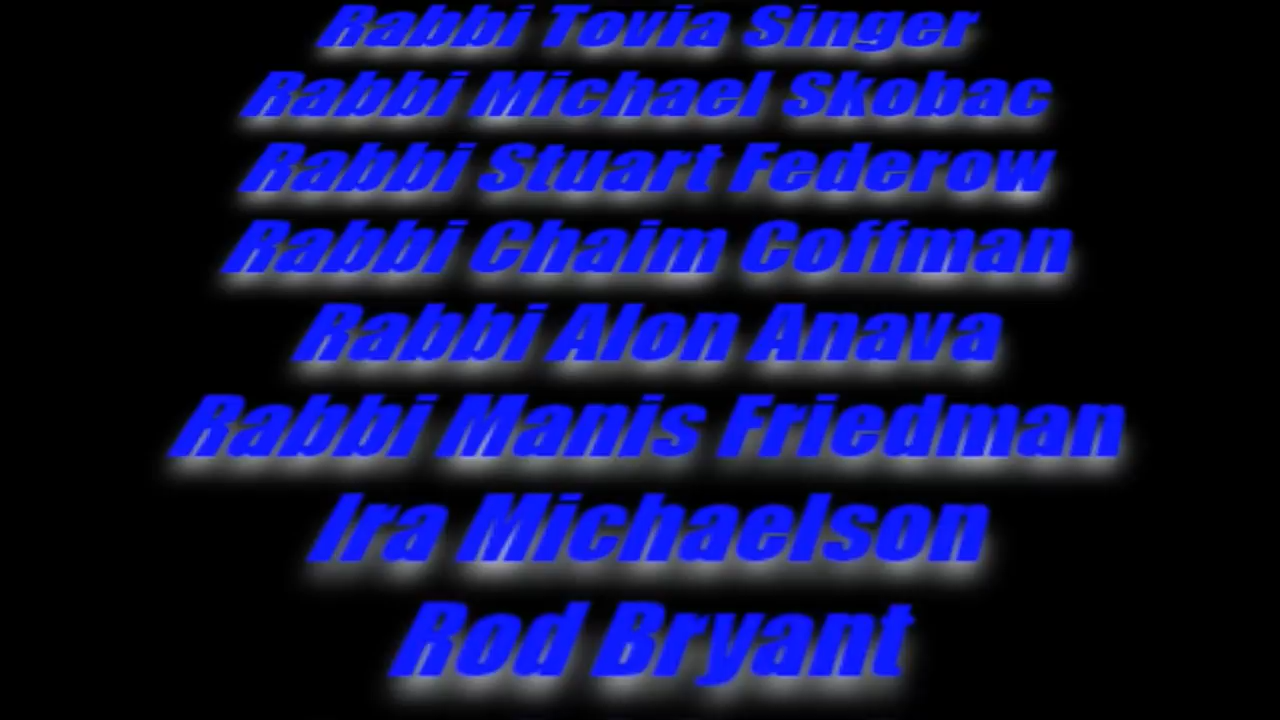 Rabbi Tovia Singer
Rabbi Michael Skobac
Rabbi Stuart Federow
Rabbi Chaim Coffman
Rabbi Alon Anava
Rabbi Manis Friedman
Ira Michaelson
Rod Bryant